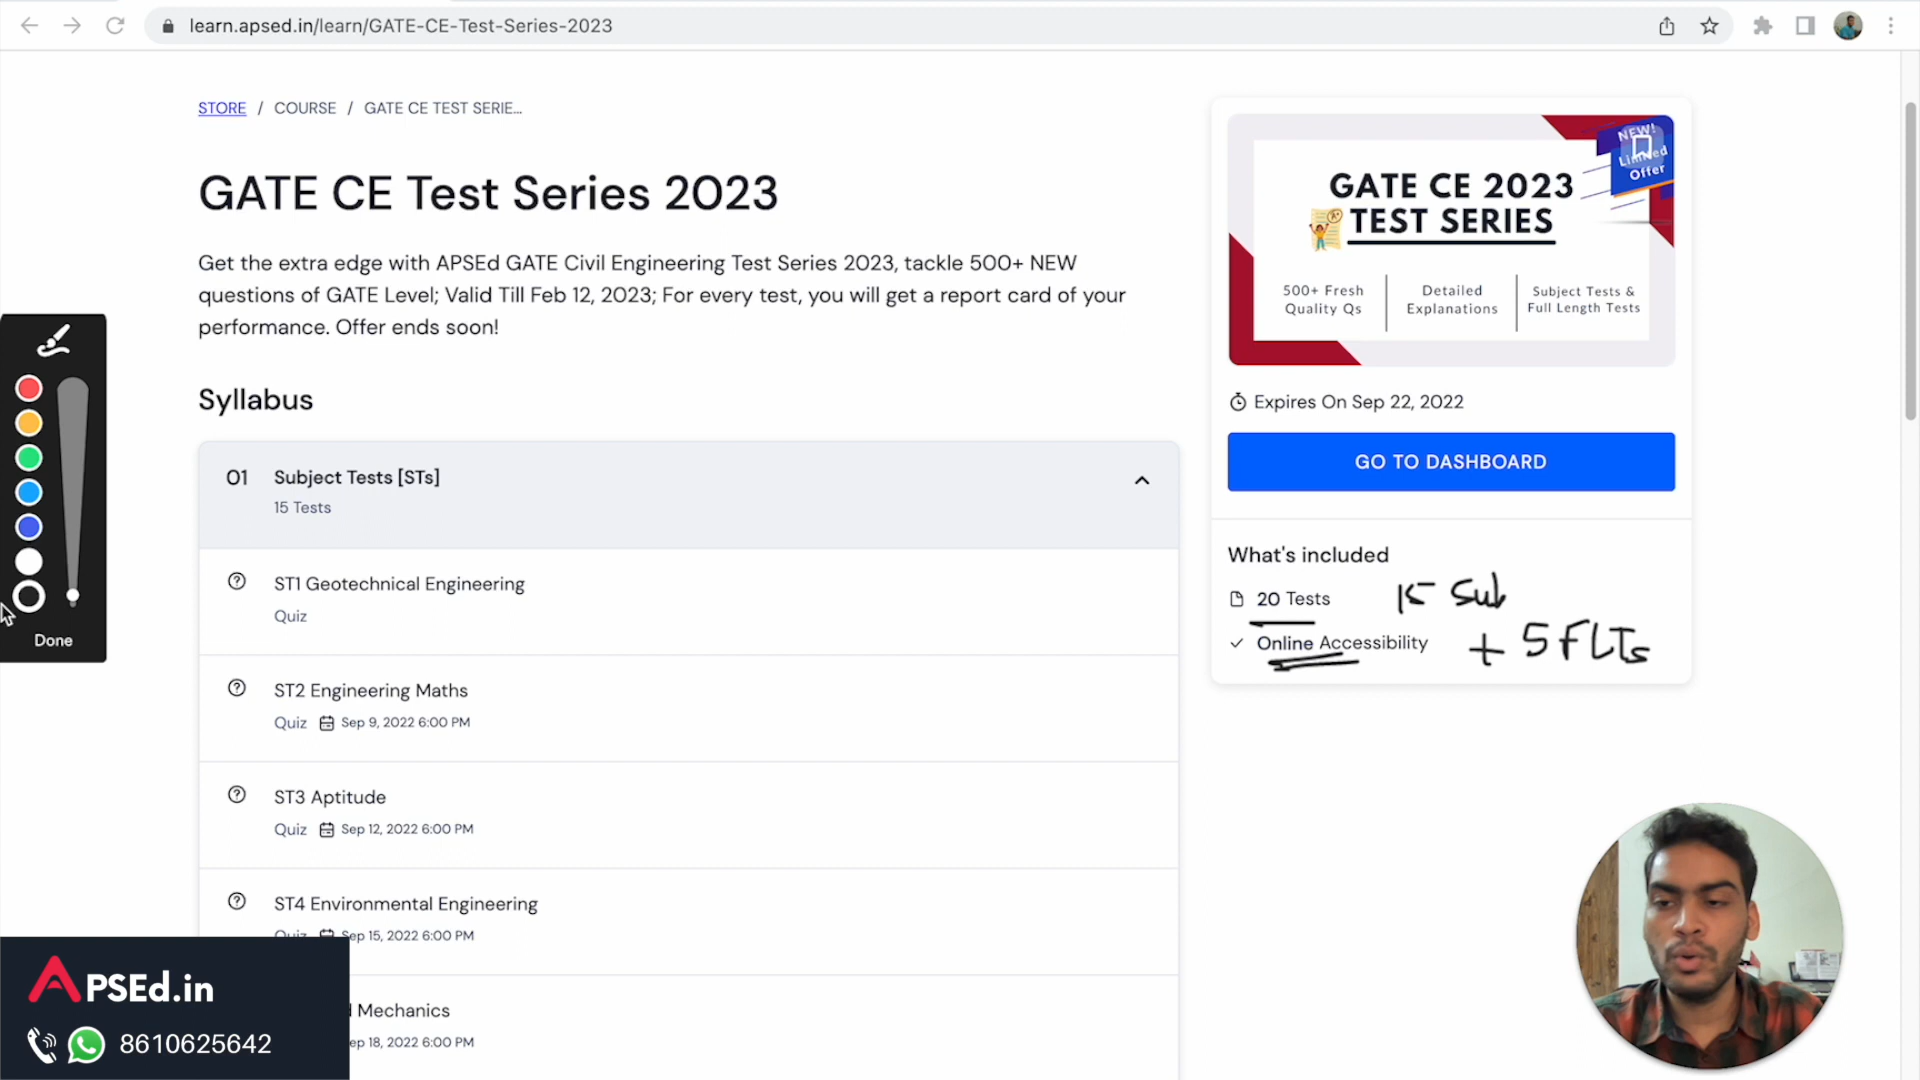 learn.apsed.in/learn/GATE-CE-Test-Series-2023
STORE / COURSE / GATE CE TEST SERIE...
GATE CE Test Series 2023
Get the extra edge with APSEd GATE Civil Engineering Test Series 2023, tackle 500+ NEW
questions of GATE Level; Valid Till Feb 12, 2023; For every test, you will get a report card of your
performance. Offer ends soon!
Syllabus
01 Subject Tests [STs]
15 Tests
ST1 Geotechnical Engineering
Quiz
ST2 Engineering Maths
Quiz Sep 9, 2022 6:00 PM
ST3 Aptitude
Quiz Sep 12, 2022 6:00 PM
ST4 Environmental Engineering
Quiz Sep 15, 2022 6:00 PM
Mechanics
18, 2022 6:00 PM
NEW!
Limited
Offer
GATE CE 2023
TEST SERIES
500+ Fresh
Quality Qs
Detailed
Explanations
Subject Tests &
Full Length Tests
Expires On Sep 22, 2022
GO TO DASHBOARD
What's included
20 Tests 15 Sub
Online Accessibility + 5 FLTs
Done
APSEd.in
8610625642